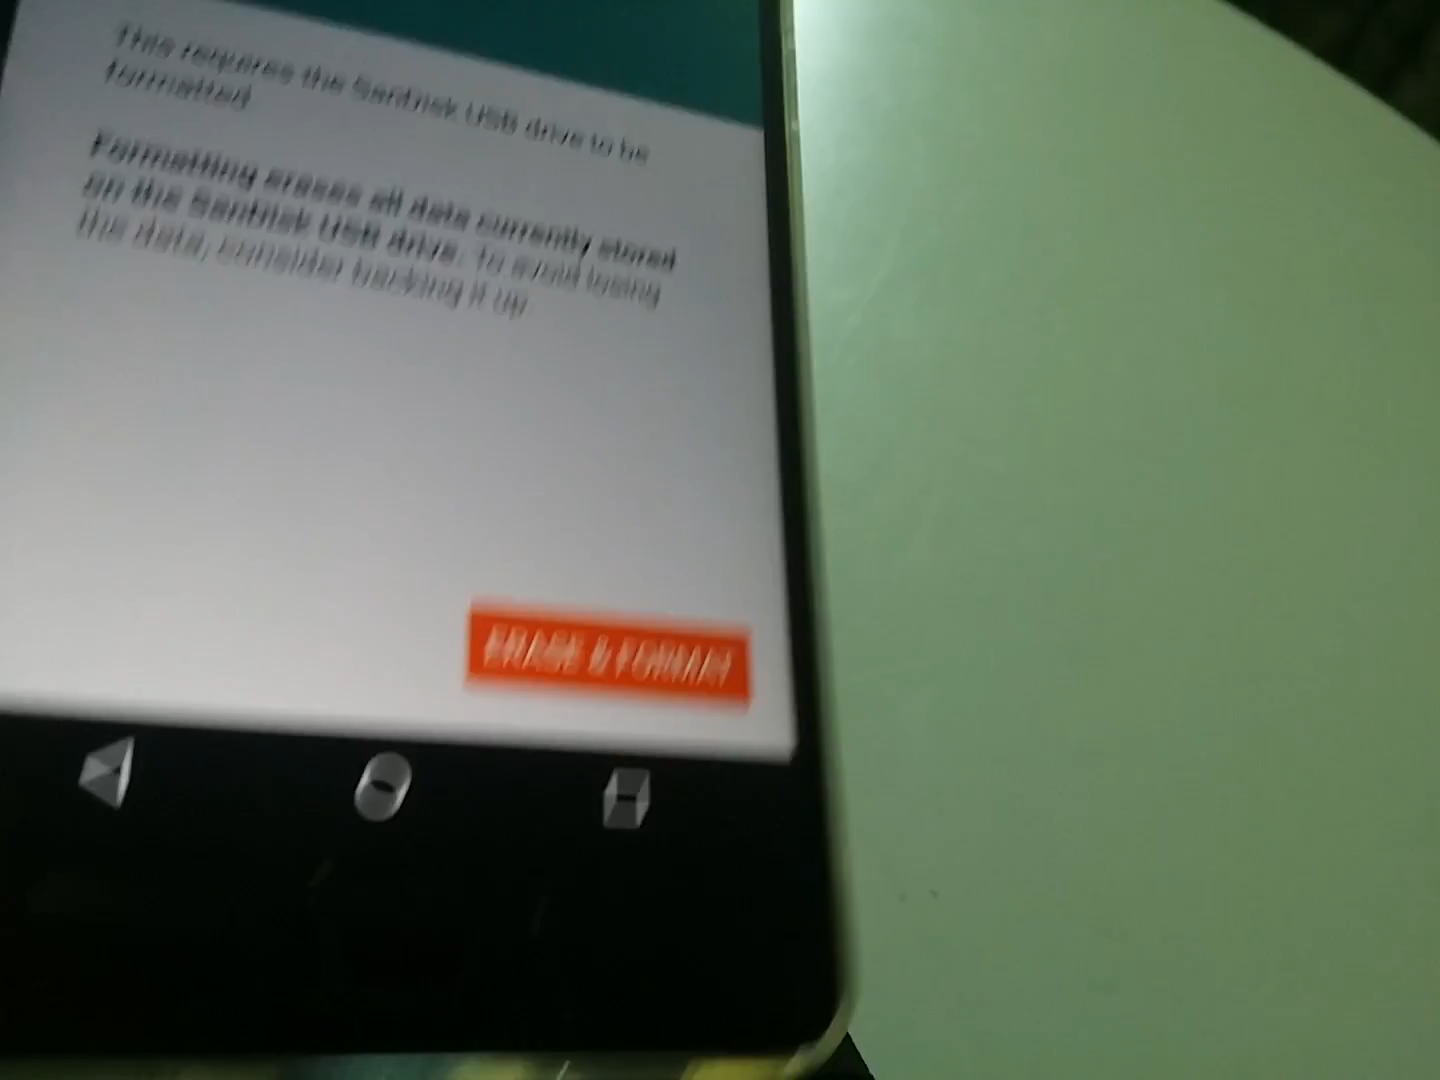 This requires the SanDisk USB drive to be
formatted
Formatting erases all data currently stored
on the SanDisk USB drive. To avoid losing
the data, consider backing it up
ERASE & FORMAT